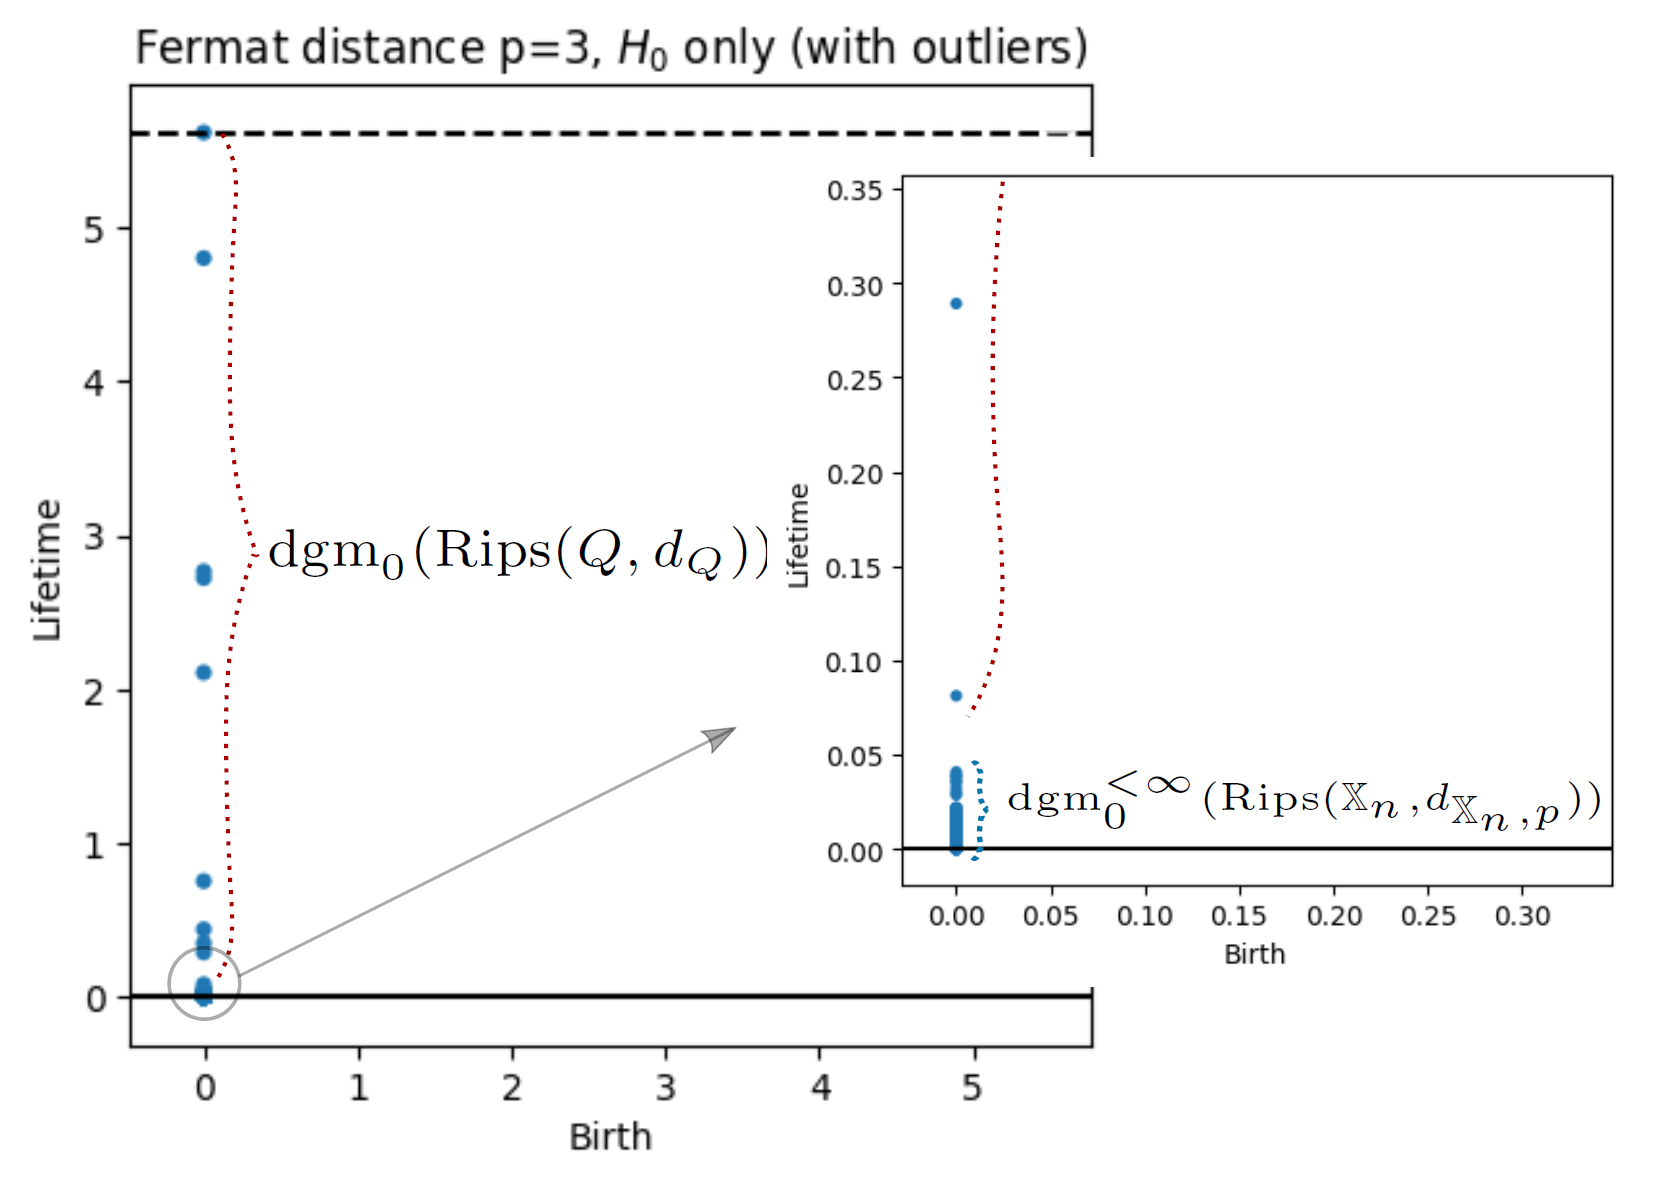 Fermat distance p=3, H₀ only (with outliers)
Lifetime
5
4
3
2
1
0
0 1 2 3 4 5
Birth
dgm₀(Rips(Q, d_Q))
Lifetime
0.35
0.30
0.25
0.20
0.15
0.10
0.05
0.00
0.00 0.05 0.10 0.15 0.20 0.25 0.30
Birth
dgm₀^{<∞}(Rips(𝕏ₙ, d_{𝕏ₙ,p}))